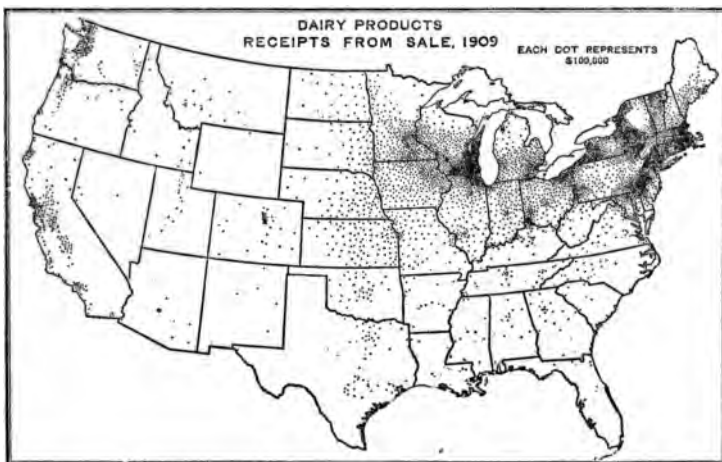 DAIRY PRODUCTS
RECEIPTS FROM SALE, 1909
EACH DOT REPRESENTS
$100,000